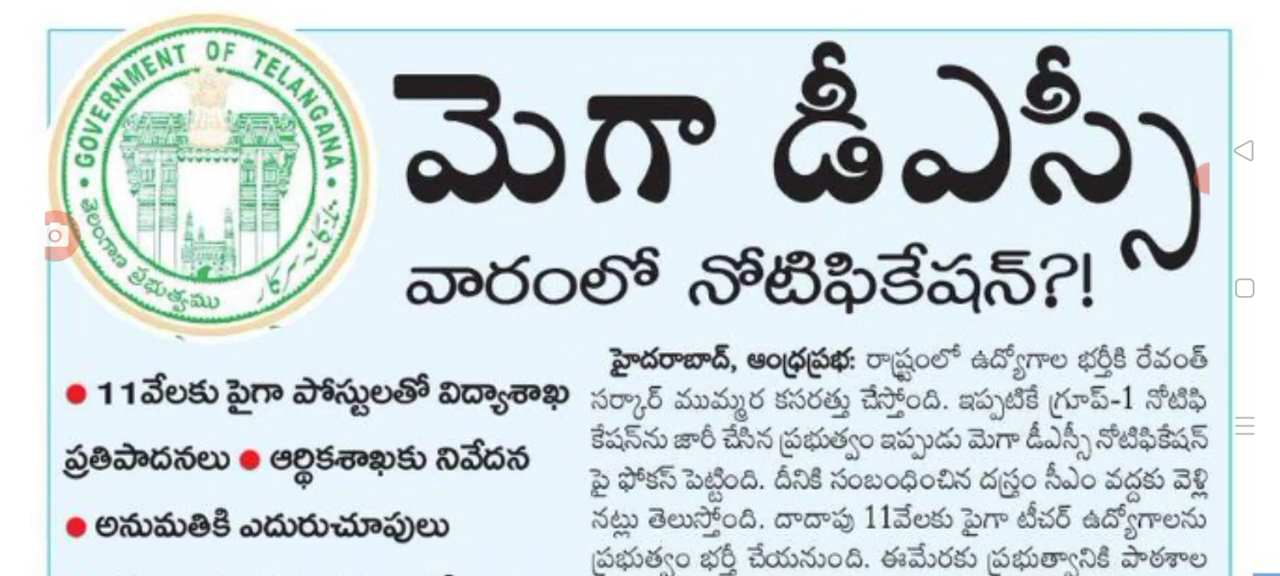 GOVERNMENT OF TELANGANA
తెలంగాణ ప్రభుత్వము
మెగా డీఎస్సీ
వారంలో నోటిఫికేషన్?!
● 11వేలకు పైగా పోస్టులతో విద్యాశాఖ
ప్రతిపాదనలు ● ఆర్థికశాఖకు నివేదన
● అనుమతికి ఎదురుచూపులు
హైదరాబాద్, ఆంధ్రప్రభ: రాష్ట్రంలో ఉద్యోగాల భర్తీకి రేవంత్
సర్కార్ ముమ్మర కసరత్తు చేస్తోంది. ఇప్పటికే గ్రూప్-1 నోటిఫి
కేషన్‌ను జారీ చేసిన ప్రభుత్వం ఇప్పుడు మెగా డీఎస్సీ నోటిఫికేషన్
పై ఫోకస్ పెట్టింది. దీనికి సంబంధించిన దస్త్రం సీఎం వద్దకు వెళ్లి
నట్లు తెలుస్తోంది. దాదాపు 11వేలకు పైగా టీచర్ ఉద్యోగాలను
ప్రభుత్వం భర్తీ చేయనుంది. ఈమేరకు ప్రభుత్వానికి పాఠశాల